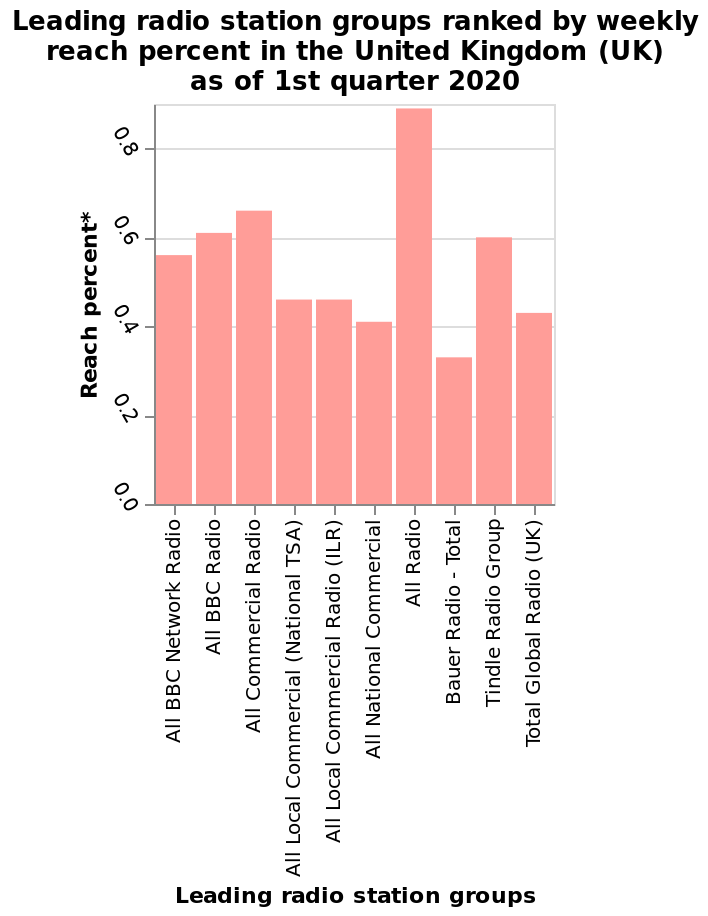 Leading radio station groups ranked by weekly
reach percent in the United Kingdom (UK)
as of 1st quarter 2020
Reach percent*
0.8
0.6
0.4
0.2
0.0
All BBC Network Radio
All BBC Radio
All Commercial Radio
All Local Commercial (National TSA)
All Local Commercial Radio (ILR)
All National Commercial
All Radio
Bauer Radio - Total
Tindle Radio Group
Total Global Radio (UK)
Leading radio station groups